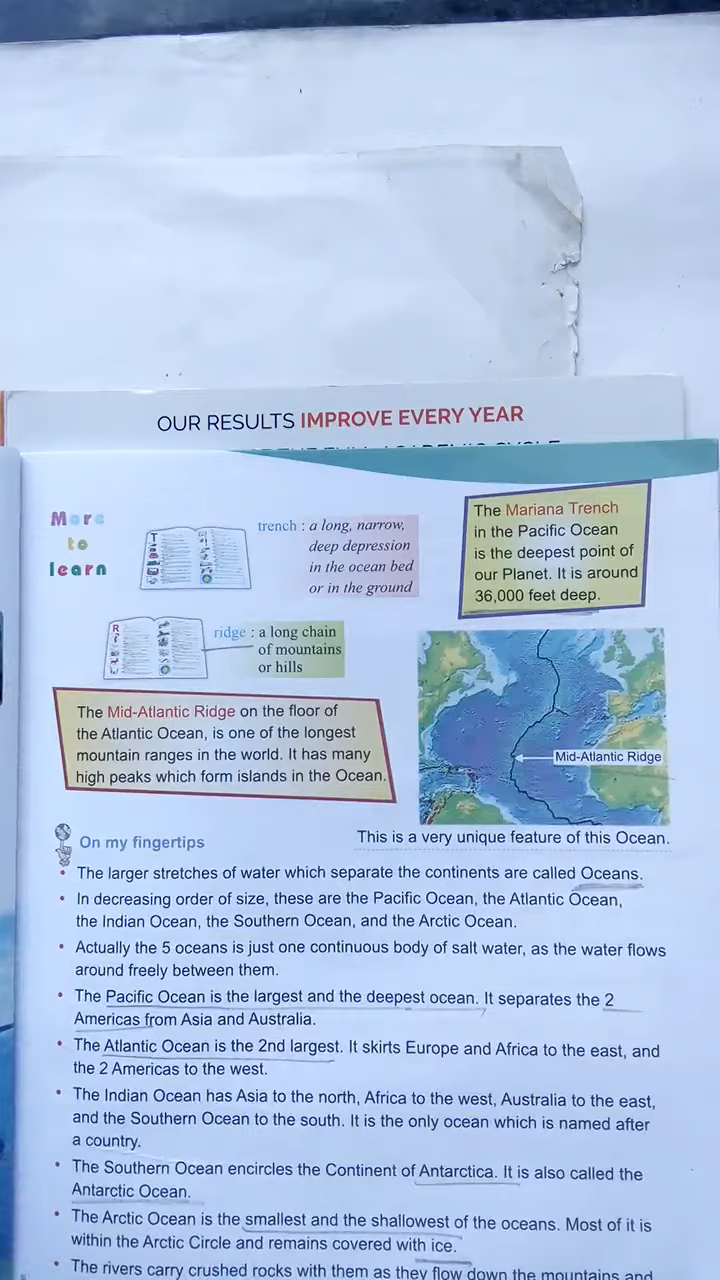 OUR RESULTS IMPROVE EVERY YEAR
More
to
learn
T
trench : a long, narrow,
deep depression
in the ocean bed
or in the ground
The Mariana Trench
in the Pacific Ocean
is the deepest point of
our Planet. It is around
36,000 feet deep.
R
ridge : a long chain
of mountains
or hills
The Mid-Atlantic Ridge on the floor of
the Atlantic Ocean, is one of the longest
mountain ranges in the world. It has many
high peaks which form islands in the Ocean.
Mid-Atlantic Ridge
This is a very unique feature of this Ocean.
On my fingertips
• The larger stretches of water which separate the continents are called Oceans.
• In decreasing order of size, these are the Pacific Ocean, the Atlantic Ocean,
the Indian Ocean, the Southern Ocean, and the Arctic Ocean.
• Actually the 5 oceans is just one continuous body of salt water, as the water flows
around freely between them.
• The Pacific Ocean is the largest and the deepest ocean. It separates the 2
Americas from Asia and Australia.
• The Atlantic Ocean is the 2nd largest. It skirts Europe and Africa to the east, and
the 2 Americas to the west.
• The Indian Ocean has Asia to the north, Africa to the west, Australia to the east,
and the Southern Ocean to the south. It is the only ocean which is named after
a country.
• The Southern Ocean encircles the Continent of Antarctica. It is also called the
Antarctic Ocean.
• The Arctic Ocean is the smallest and the shallowest of the oceans. Most of it is
within the Arctic Circle and remains covered with ice.
• The rivers carry crushed rocks with them as they flow down the mountains and